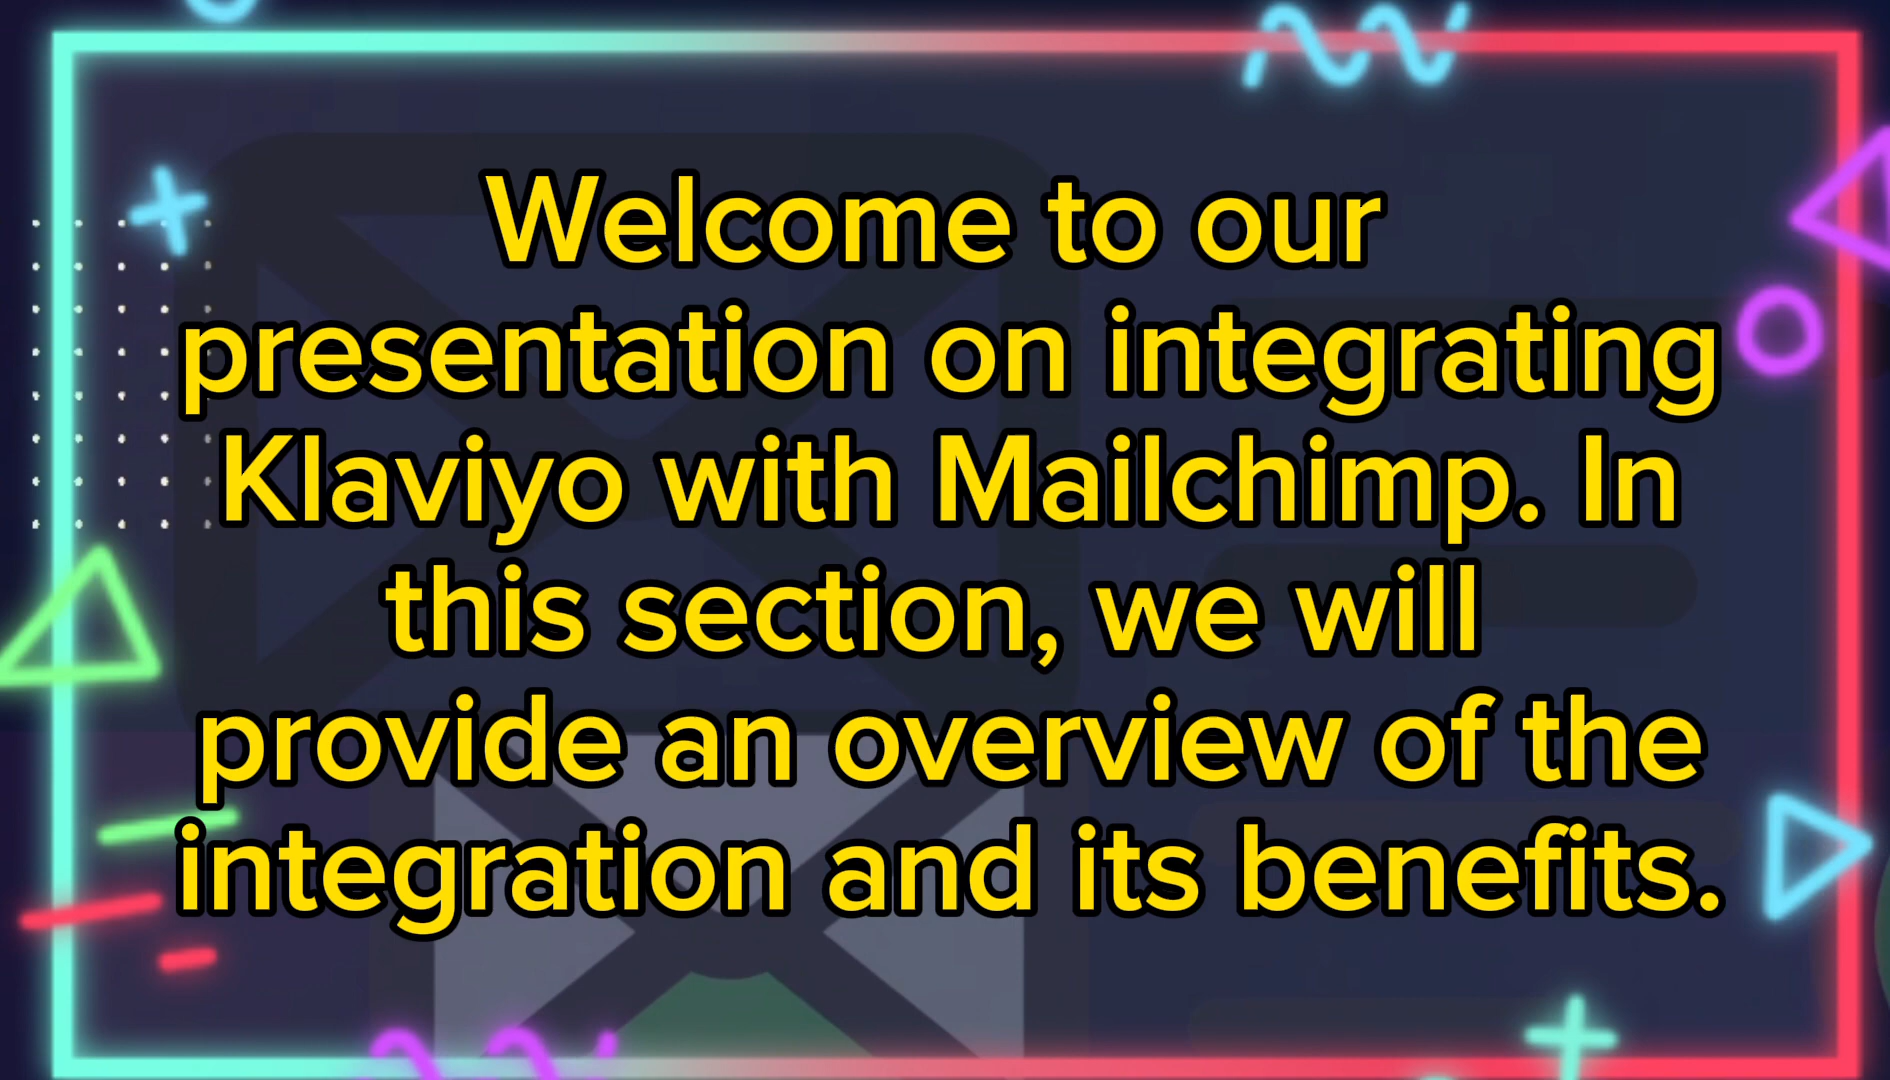 Welcome to our
presentation on integrating
Klaviyo with Mailchimp. In
this section, we will
provide an overview of the
integration and its benefits.